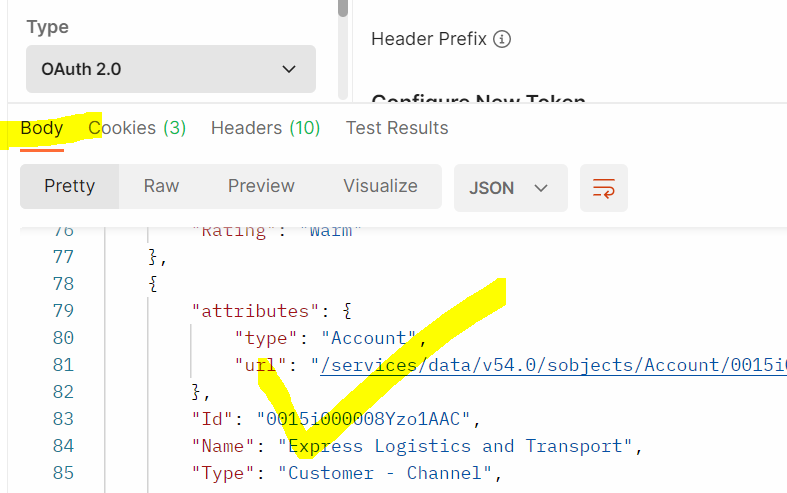 Type
OAuth 2.0
Header Prefix
Configure New Token
Body Cookies (3) Headers (10) Test Results
Pretty Raw Preview Visualize JSON
76 "Rating": "Warm"
77 },
78 {
79 "attributes": {
80 "type": "Account",
81 "url": "/services/data/v54.0/sobjects/Account/0015i0
82 },
83 "Id": "0015i000008Yzo1AAC",
84 "Name": "Express Logistics and Transport",
85 "Type": "Customer - Channel",